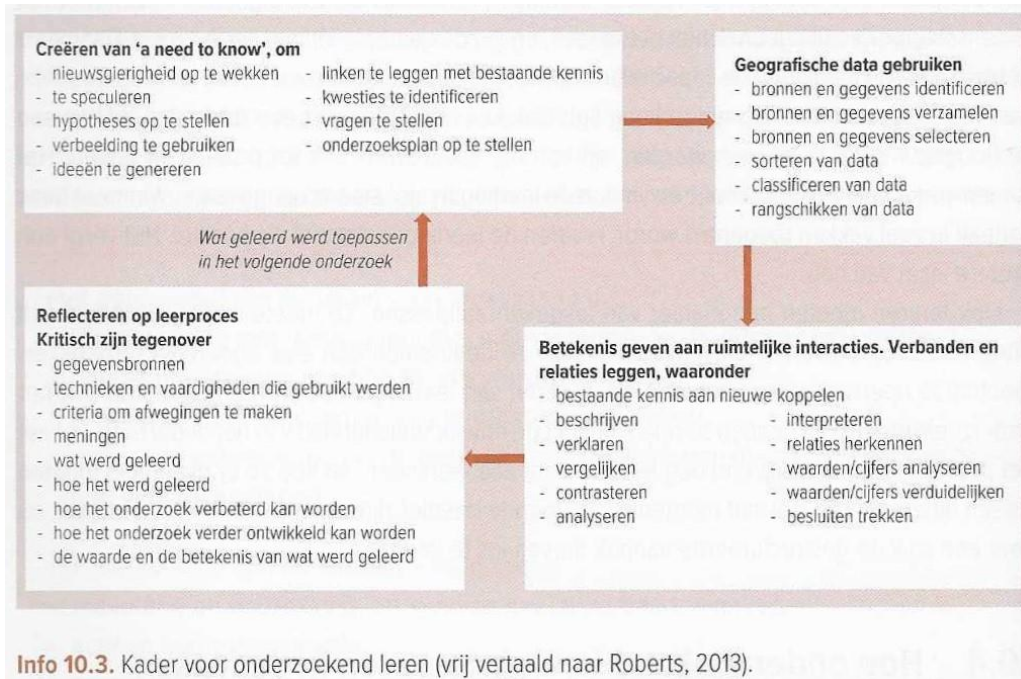 Creëren van ‘a need to know’, om
- nieuwsgierigheid op te wekken
- te speculeren
- hypotheses op te stellen
- verbeelding te gebruiken
- ideeën te genereren
- linken te leggen met bestaande kennis
- kwesties te identificeren
- vragen te stellen
- onderzoeksplan op te stellen
Geografische data gebruiken
- bronnen en gegevens identificeren
- bronnen en gegevens verzamelen
- bronnen en gegevens selecteren
- sorteren van data
- classificeren van data
- rangschikken van data
Betekenis geven aan ruimtelijke interacties. Verbanden en
relaties leggen, waaronder
- bestaande kennis aan nieuwe koppelen
- beschrijven
- verklaren
- vergelijken
- contrasteren
- analyseren
- interpreteren
- relaties herkennen
- waarden/cijfers analyseren
- waarden/cijfers verduidelijken
- besluiten trekken
Reflecteren op leerproces
Kritisch zijn tegenover
- gegevensbronnen
- technieken en vaardigheden die gebruikt werden
- criteria om afwegingen te maken
- meningen
- wat werd geleerd
- hoe het werd geleerd
- hoe het onderzoek verbeterd kan worden
- hoe het onderzoek verder ontwikkeld kan worden
- de waarde en de betekenis van wat werd geleerd
Wat geleerd werd toepassen
in het volgende onderzoek
Info 10.3. Kader voor onderzoekend leren (vrij vertaald naar Roberts, 2013).